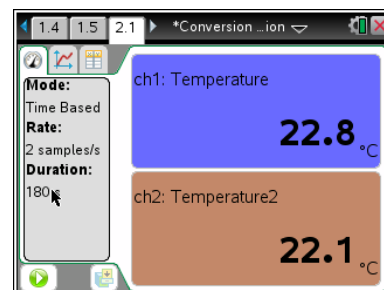 1.4 1.5 2.1 *Conversion ...ion
Mode:
Time Based
Rate:
2 samples/s
Duration:
180 s
ch1: Temperature
22.8 °C
ch2: Temperature2
22.1 °C